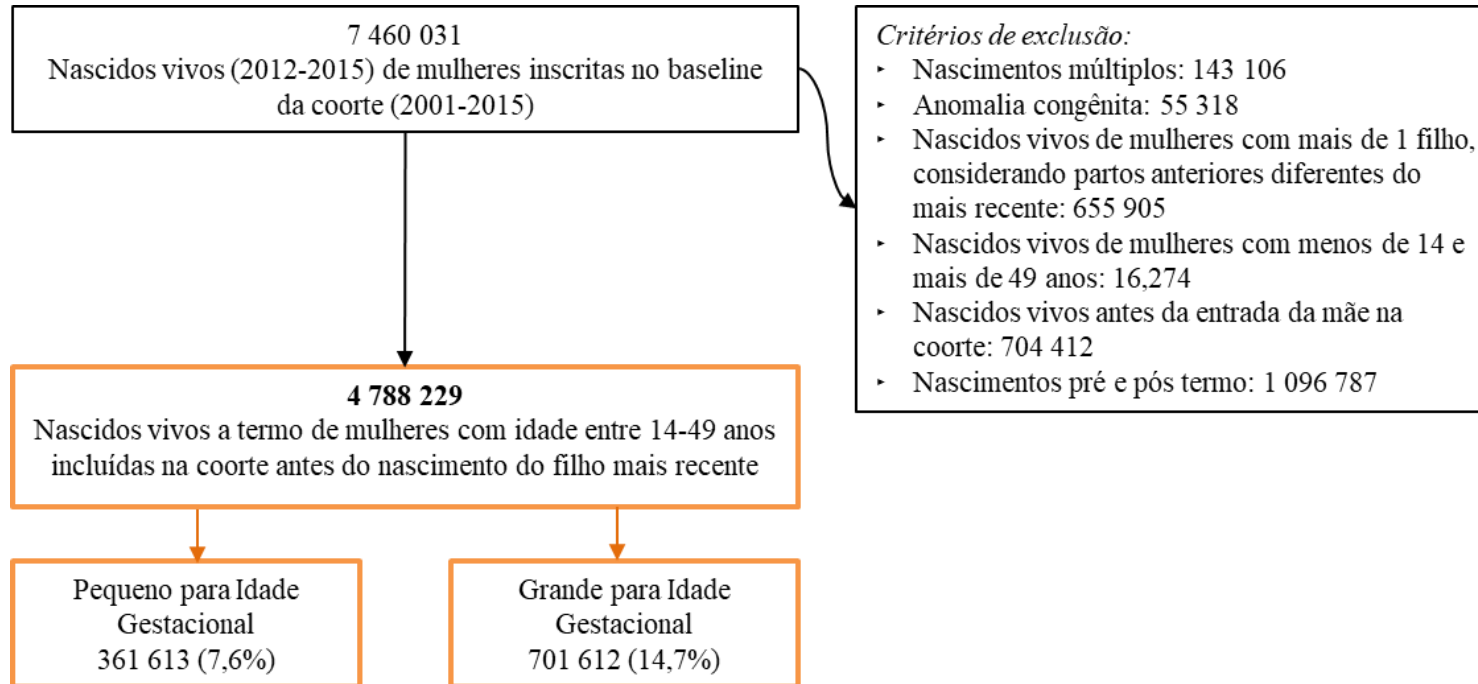 7 460 031
Nascidos vivos (2012-2015) de mulheres inscritas no baseline
da coorte (2001-2015)
Critérios de exclusão:
‣ Nascimentos múltiplos: 143 106
‣ Anomalia congênita: 55 318
‣ Nascidos vivos de mulheres com mais de 1 filho,
considerando partos anteriores diferentes do
mais recente: 655 905
‣ Nascidos vivos de mulheres com menos de 14 e
mais de 49 anos: 16,274
‣ Nascidos vivos antes da entrada da mãe na
coorte: 704 412
‣ Nascimentos pré e pós termo: 1 096 787
4 788 229
Nascidos vivos a termo de mulheres com idade entre 14-49 anos
incluídas na coorte antes do nascimento do filho mais recente
Pequeno para Idade
Gestacional
361 613 (7,6%)
Grande para Idade
Gestacional
701 612 (14,7%)